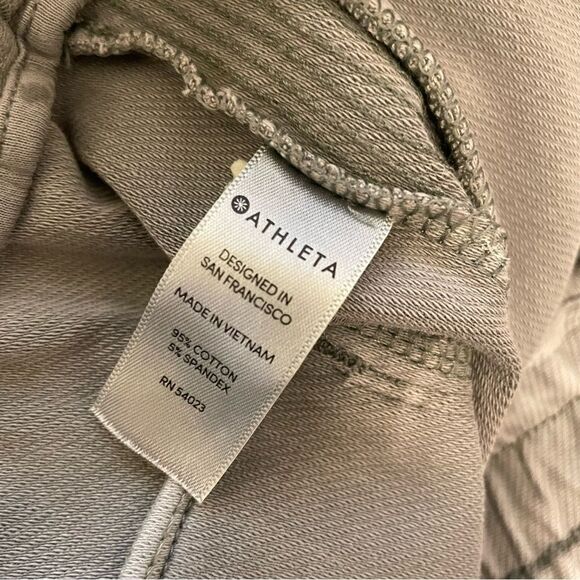 ATHLETA
DESIGNED IN
SAN FRANCISCO
MADE IN VIETNAM
95% COTTON
5% SPANDEX
RN 54023